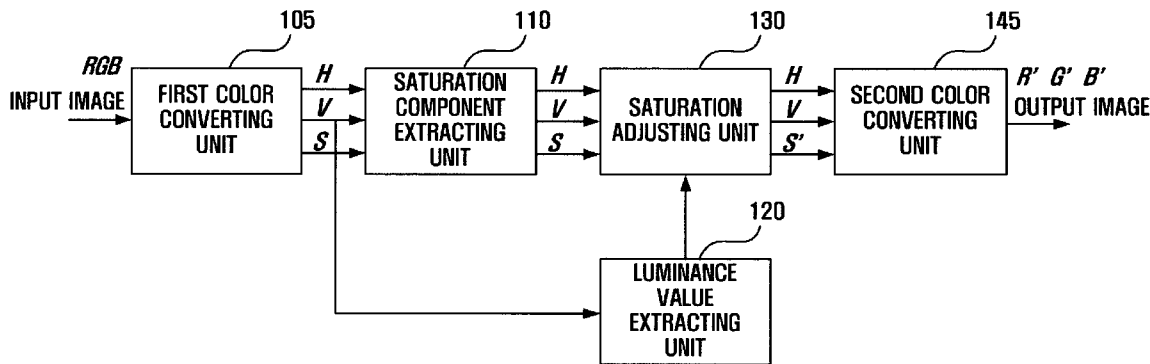 105
110
130
145
RGB
INPUT IMAGE
FIRST COLOR
CONVERTING
UNIT
H
V
S
SATURATION
COMPONENT
EXTRACTING
UNIT
H
V
S
SATURATION
ADJUSTING UNIT
H
V
S'
SECOND COLOR
CONVERTING
UNIT
R' G' B'
OUTPUT IMAGE
120
LUMINANCE
VALUE
EXTRACTING
UNIT